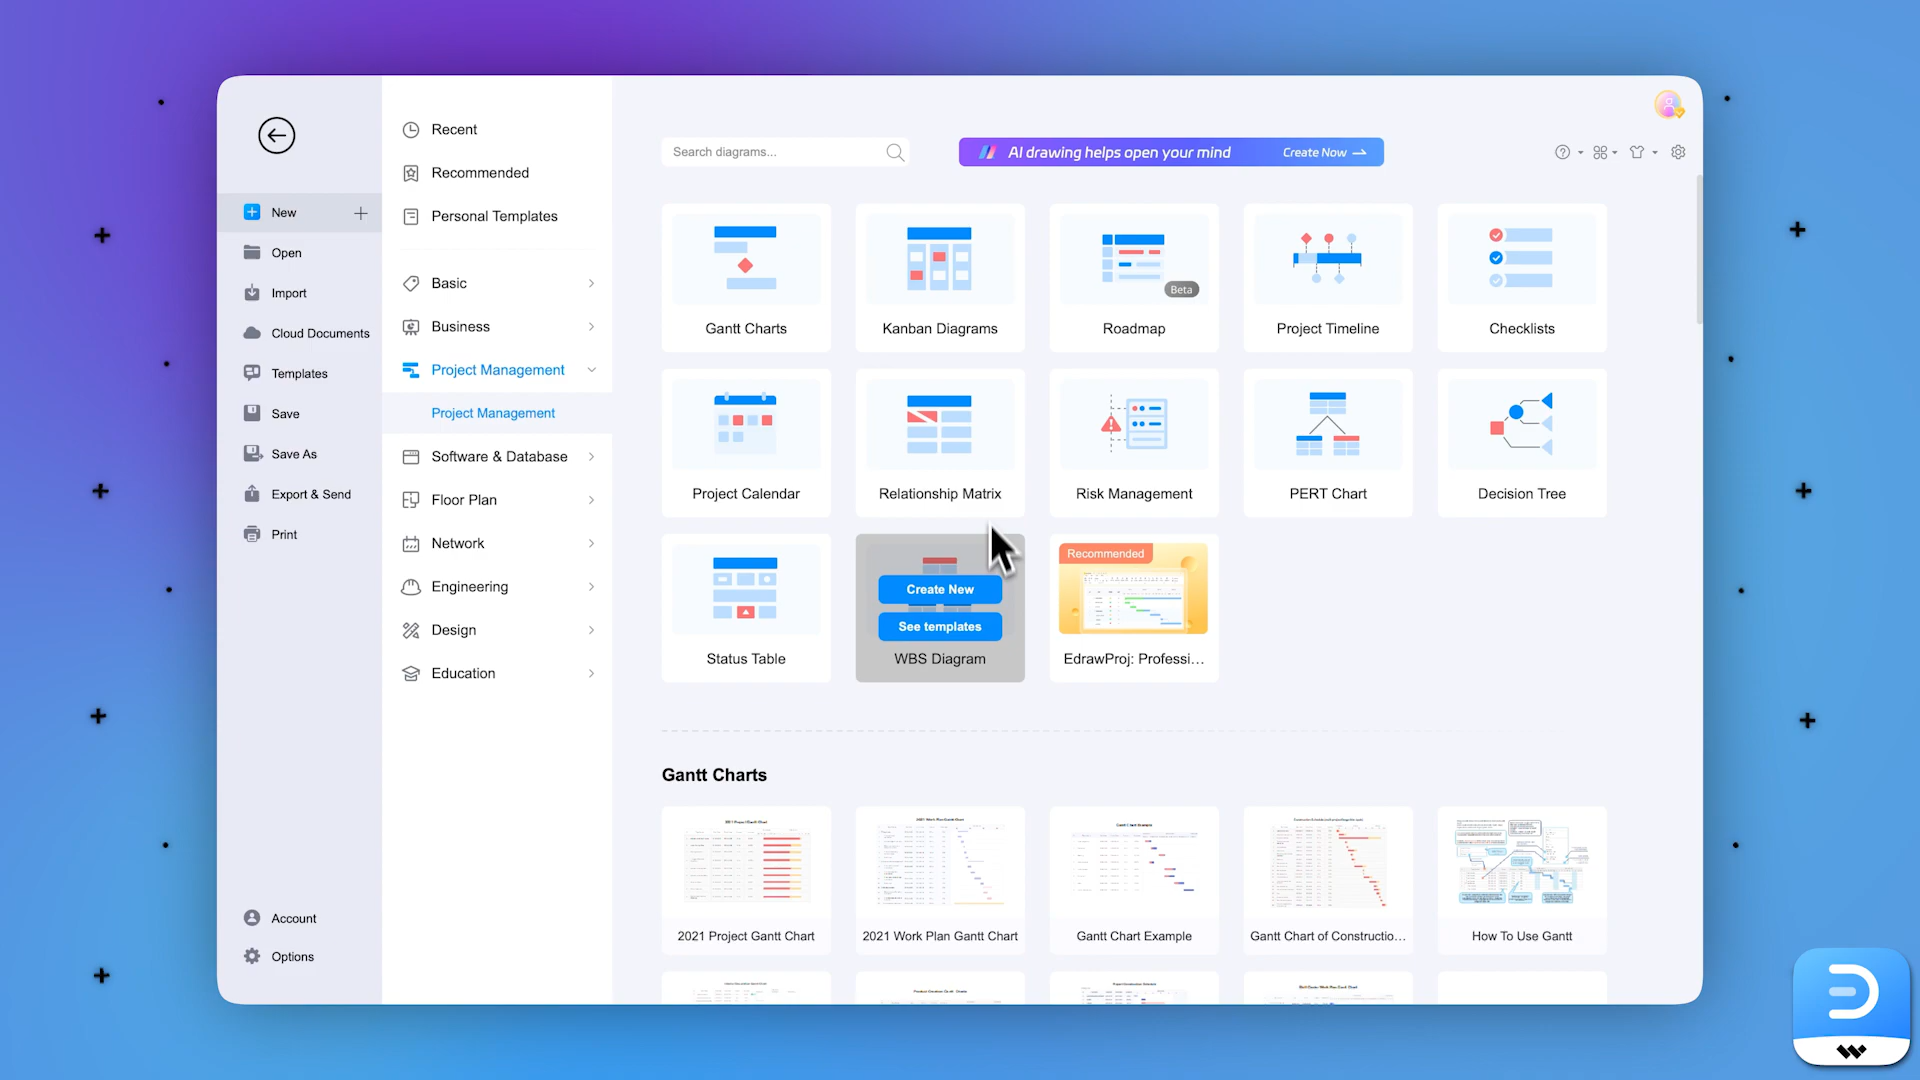 New
Open
Import
Cloud Documents
Templates
Save
Save As
Export & Send
Print
Account
Options
Recent
Recommended
Personal Templates
Basic
Business
Project Management
Project Management
Software & Database
Floor Plan
Network
Engineering
Design
Education
Search diagrams...
AI drawing helps open your mind
Create Now
Gantt Charts
Kanban Diagrams
Beta
Roadmap
Project Timeline
Checklists
Project Calendar
Relationship Matrix
Risk Management
PERT Chart
Decision Tree
Status Table
Create New
See templates
WBS Diagram
Recommended
EdrawProj: Professi...
Gantt Charts
2021 Project Gantt Chart
2021 Work Plan Gantt Chart
Gantt Chart Example
Gantt Chart of Constructio...
How To Use Gantt